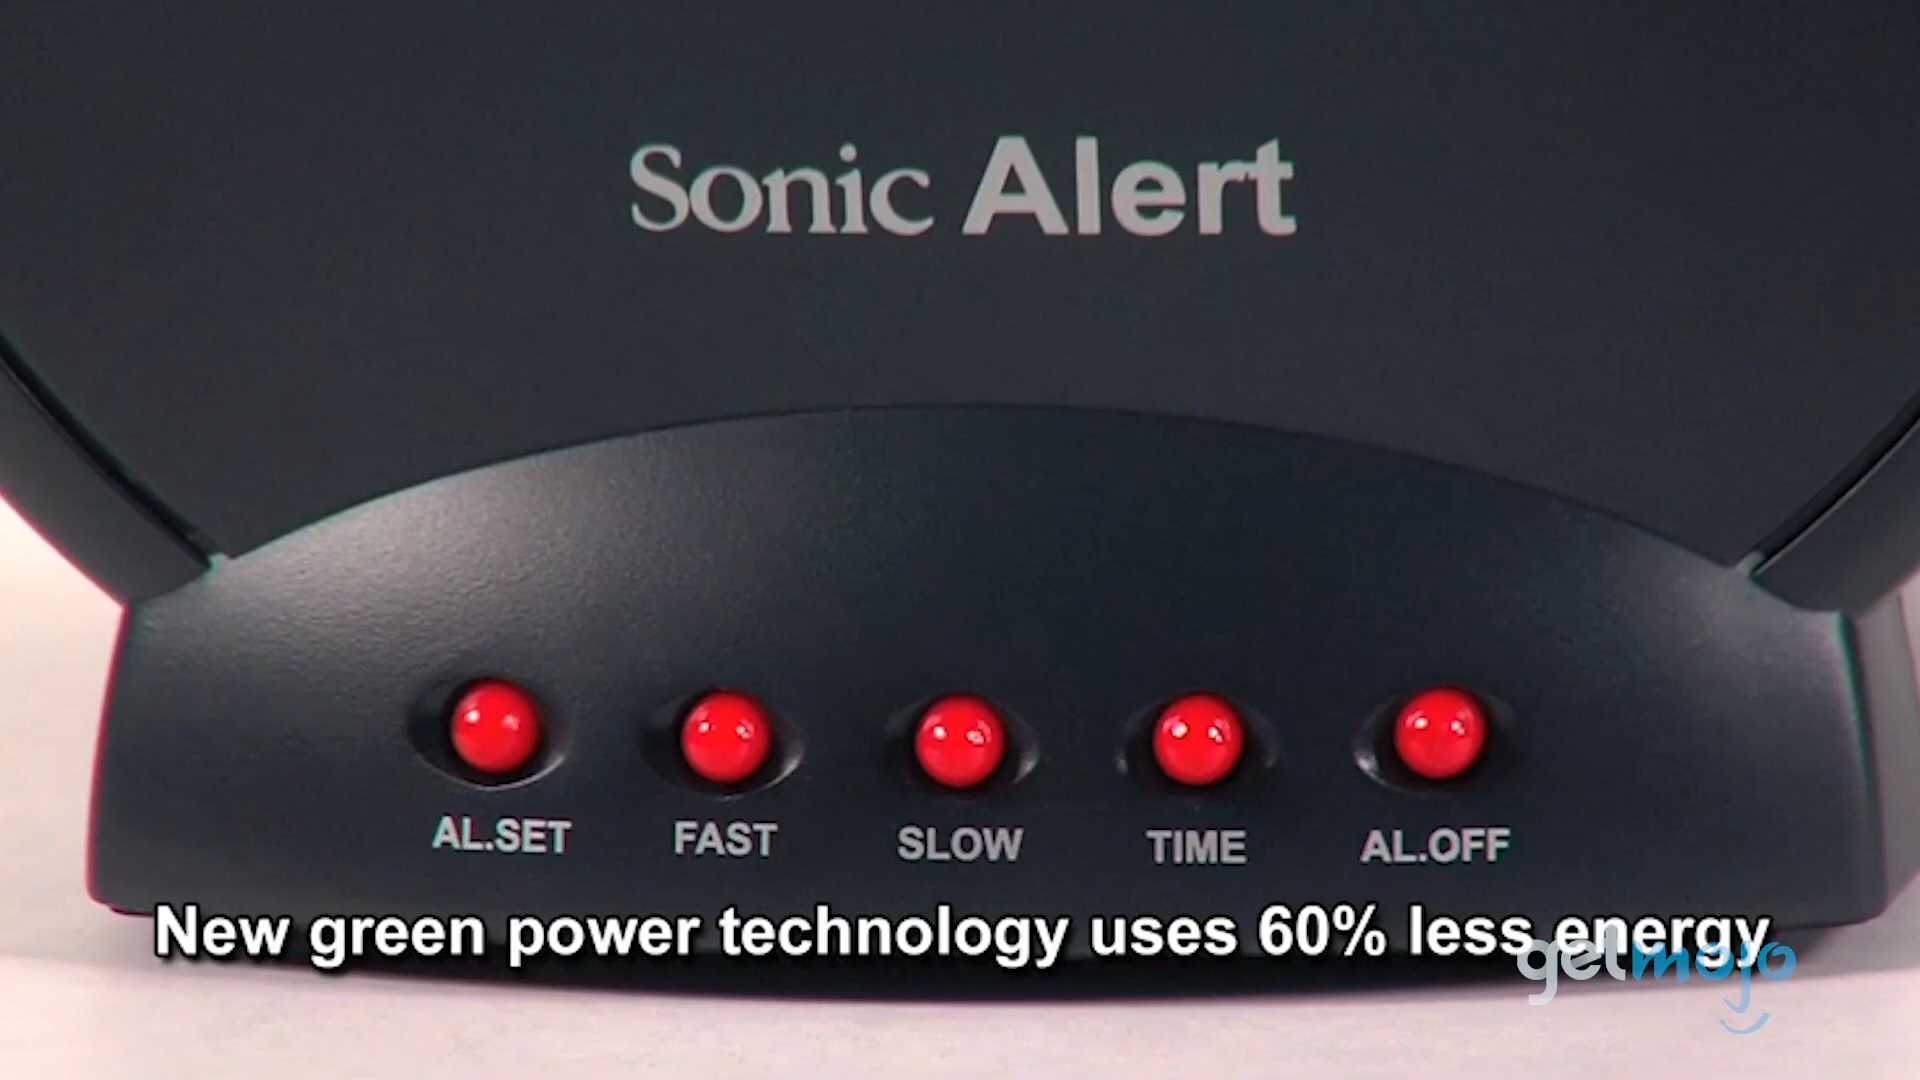 Sonic Alert
AL.SET FAST SLOW TIME AL.OFF
New green power technology uses 60% less energy
getmojo